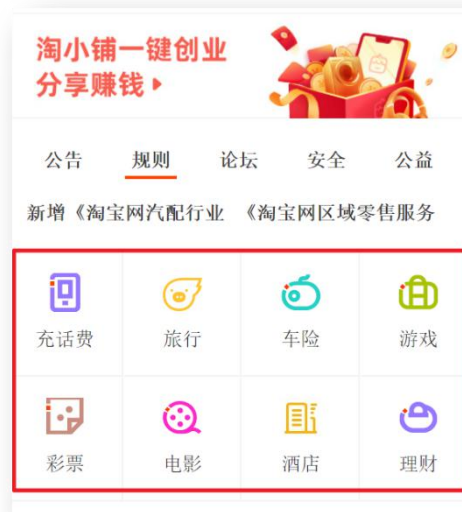 淘小铺一键创业
分享赚钱
公告 规则 论坛 安全 公益
新增《淘宝网汽配行业 《淘宝网区域零售服务
充话费 旅行 车险 游戏
彩票 电影 酒店 理财